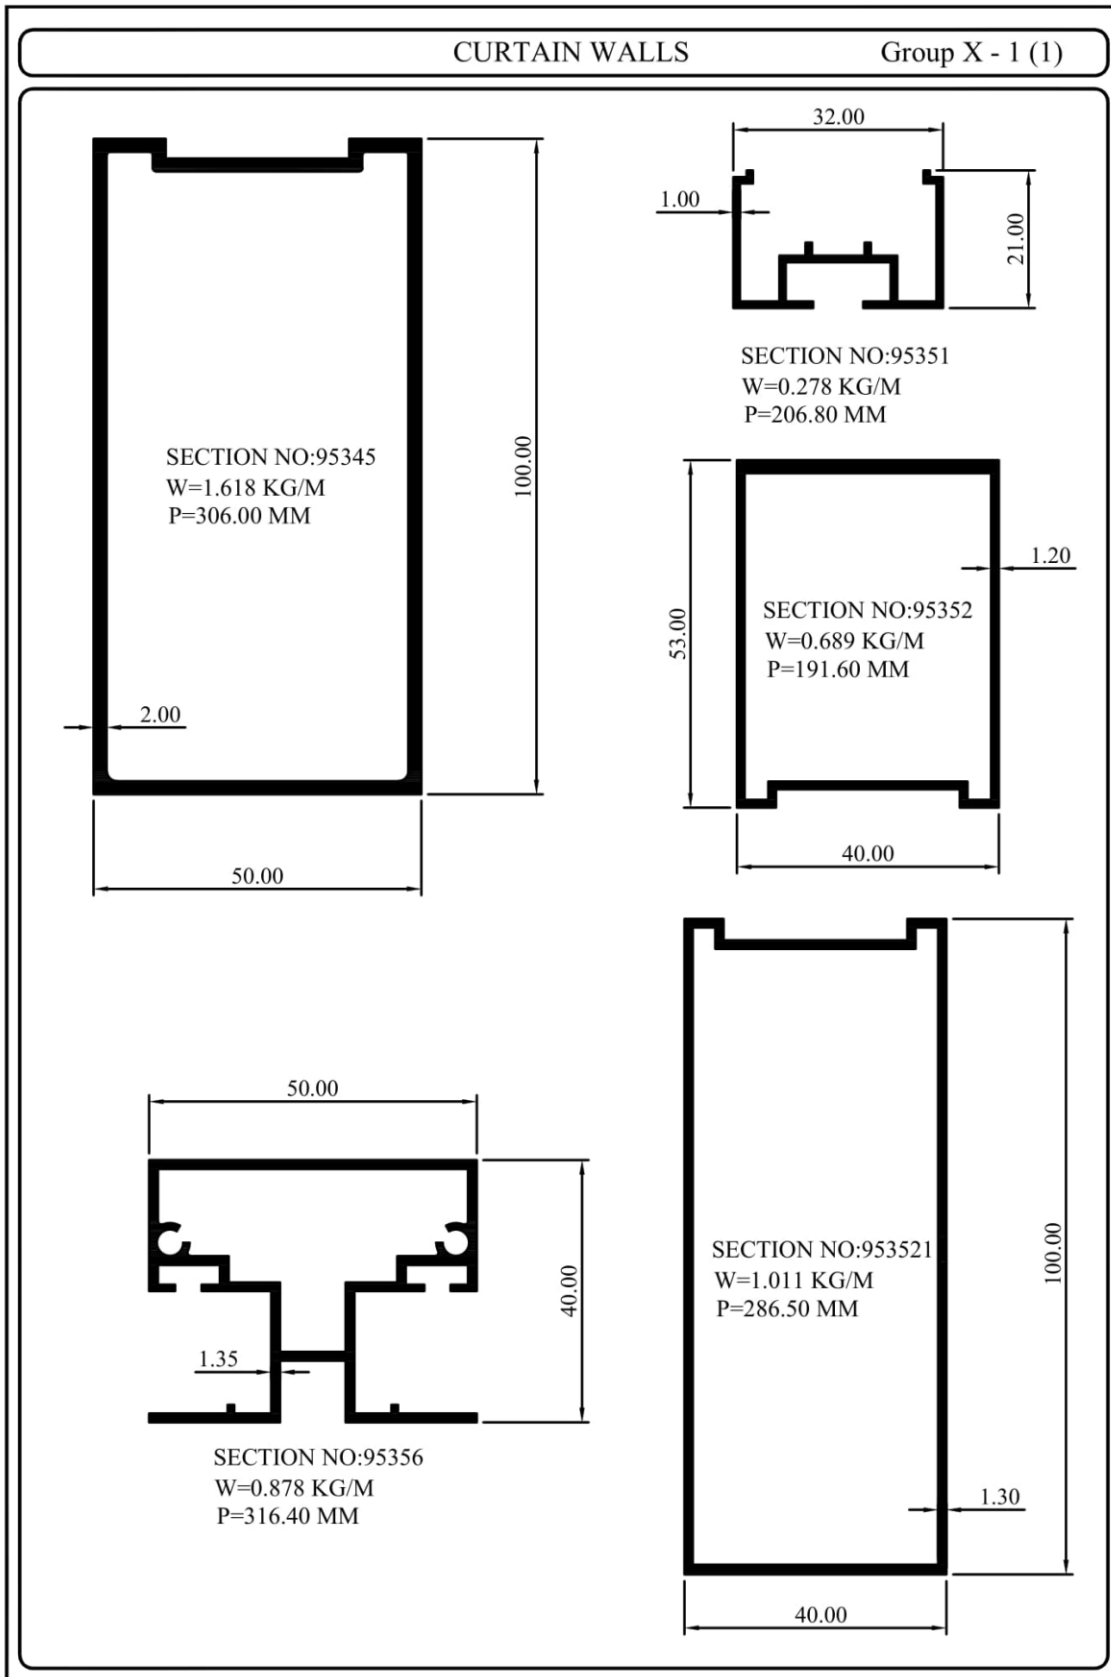 CURTAIN WALLS
Group X - 1 (1)
32.00
1.00
21.00
SECTION NO:95351
W=0.278 KG/M
P=206.80 MM
SECTION NO:95345
W=1.618 KG/M
P=306.00 MM
100.00
2.00
50.00
53.00
1.20
SECTION NO:95352
W=0.689 KG/M
P=191.60 MM
40.00
50.00
40.00
1.35
SECTION NO:95356
W=0.878 KG/M
P=316.40 MM
SECTION NO:953521
W=1.011 KG/M
P=286.50 MM
100.00
1.30
40.00